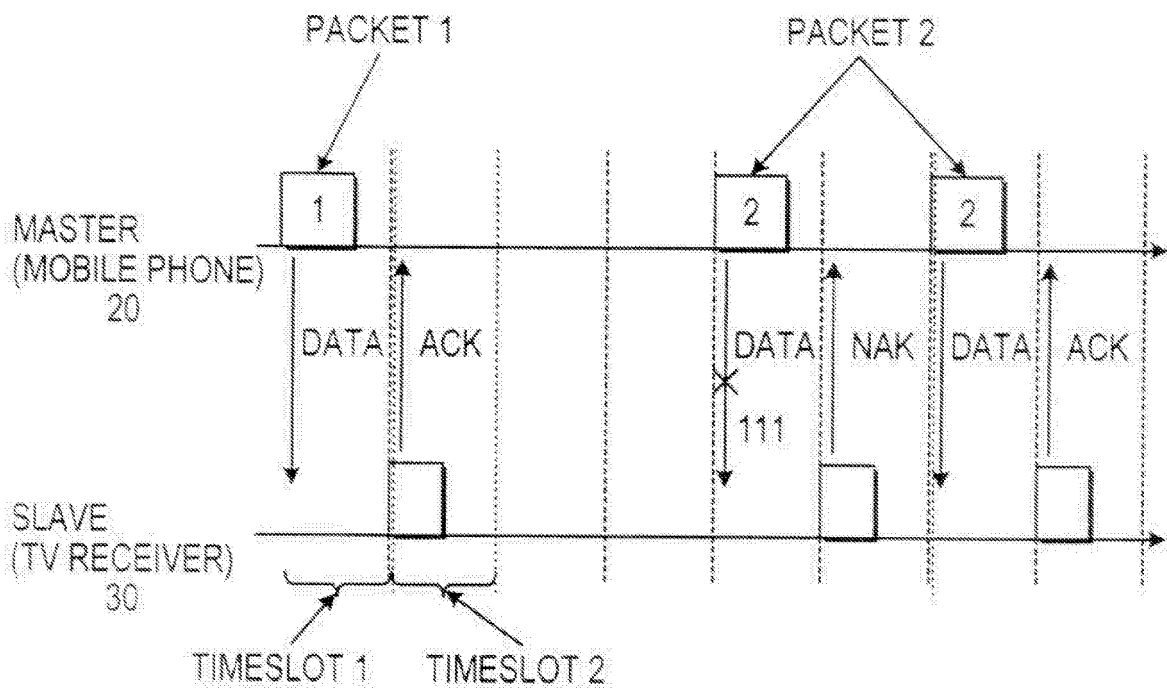 PACKET 1
PACKET 2
1
2
2
MASTER
(MOBILE PHONE)
20
DATA
ACK
DATA
NAK
DATA
ACK
111
SLAVE
(TV RECEIVER)
30
TIMESLOT 1
TIMESLOT 2